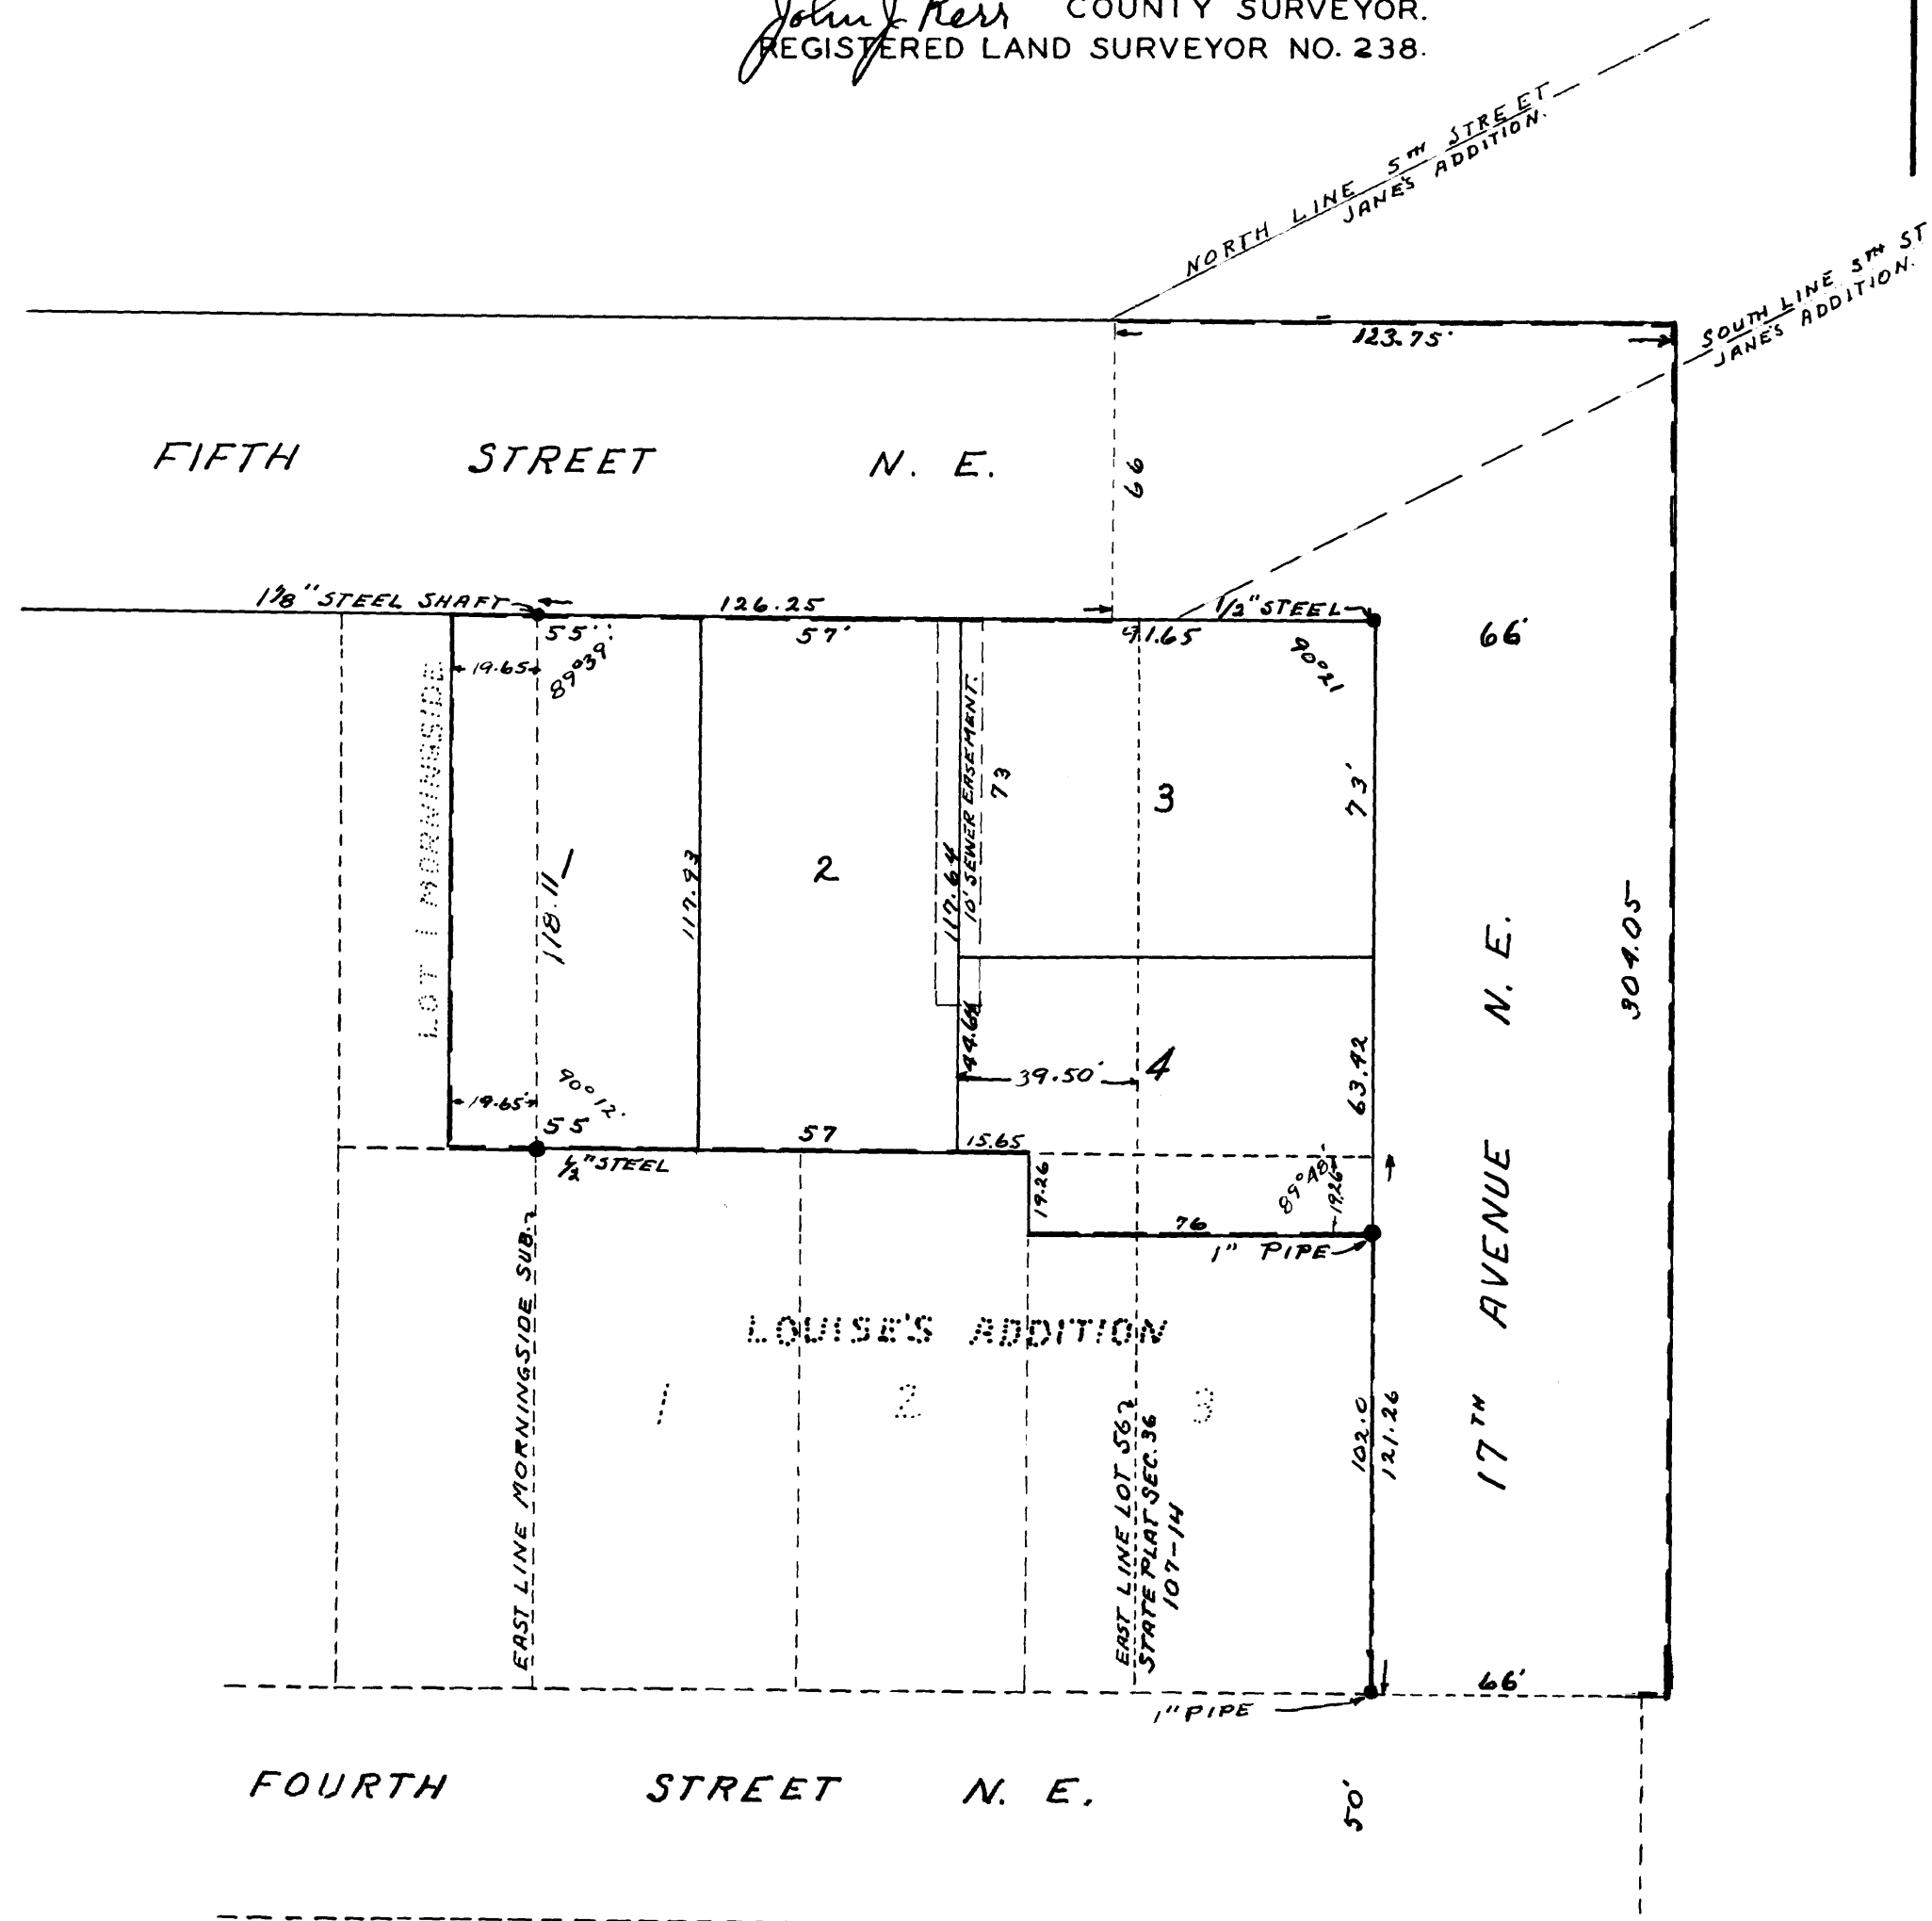 John J. Kerr COUNTY SURVEYOR.
REGISTERED LAND SURVEYOR NO. 238.
NORTH LINE 5TH STREET
JANE'S ADDITION.
SOUTH LINE 5TH ST
JANE'S ADDITION.
123.75'
FIFTH STREET N. E.
66
1 7/8" STEEL SHAFT
126.25
1/2" STEEL
55'
57'
91.65
66'
19.65
89°39'
90°21
LOT 1 MORNINGSIDE
118.11
1
117.93
2
117.64
10' SEWER EASEMENT.
73
3
73'
304.05
44.64
39.50'
4
63.92
17TH AVENUE N. E.
19.65'
90°12'
55
57
15.65
1/2" STEEL
19.26
89°48'
19.26
76
1" PIPE
EAST LINE MORNINGSIDE SUB.
LOUISE'S ADDITION
1
2
3
EAST LINE LOT 56
STATE PLAT SEC. 36
107-14
102.0
121.26
66'
1" PIPE
FOURTH STREET N. E.
50'